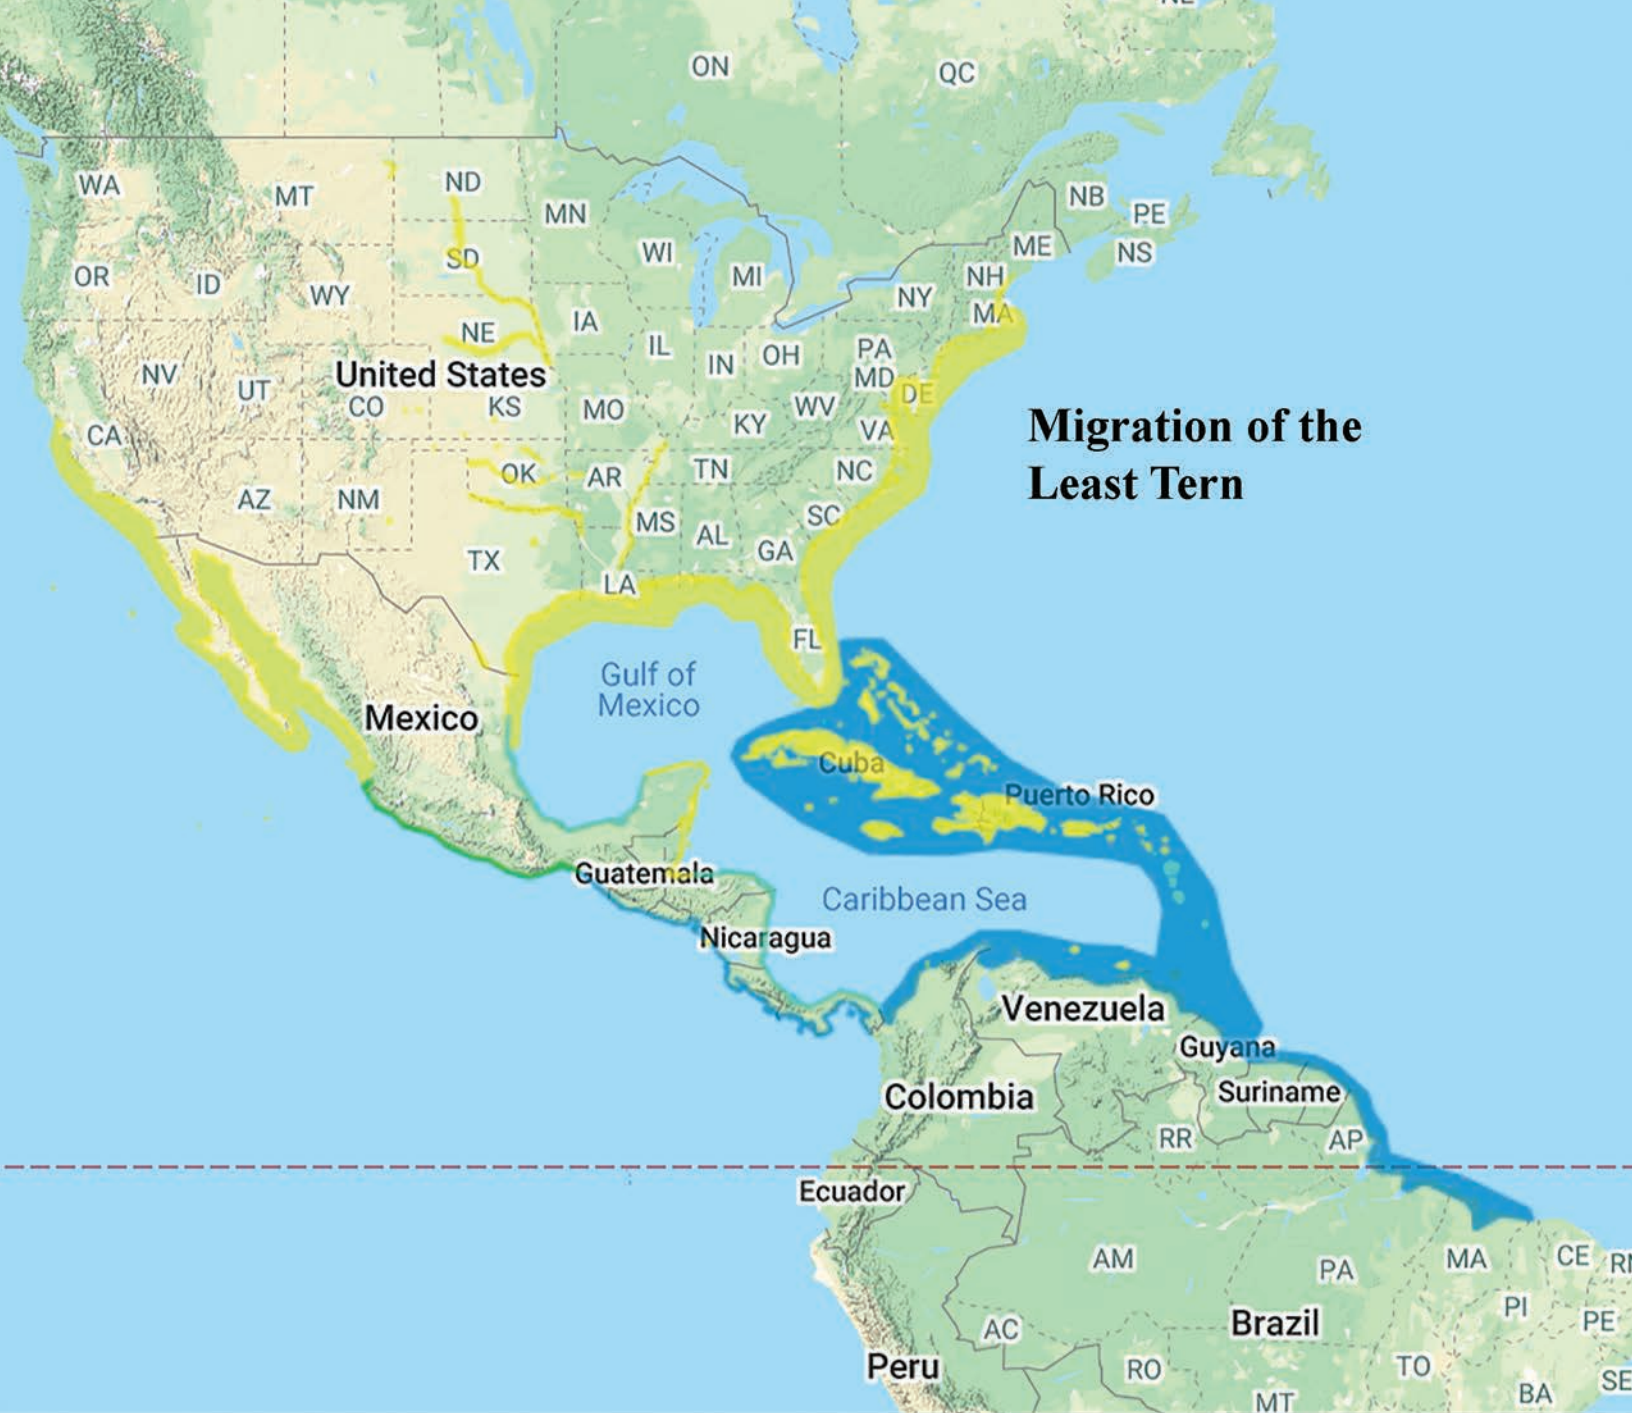 NL
ON
QC
WA
MT
ND
MN
NB
PE
OR
ID
WY
SD
WI
MI
ME
NS
NH
NY
MA
NV
UT
NE
IA
IL
IN
OH
PA
MD
DE
United States
CO
KS
MO
KY
WV
VA
CA
AZ
NM
OK
AR
TN
NC
Migration of the
Least Tern
TX
MS
AL
GA
SC
LA
FL
Gulf of
Mexico
Mexico
Cuba
Puerto Rico
Guatemala
Caribbean Sea
Nicaragua
Venezuela
Guyana
Colombia
Suriname
RR
AP
Ecuador
AM
PA
MA
CE
RN
PI
PE
Brazil
AC
Peru
RO
TO
SE
BA
MT